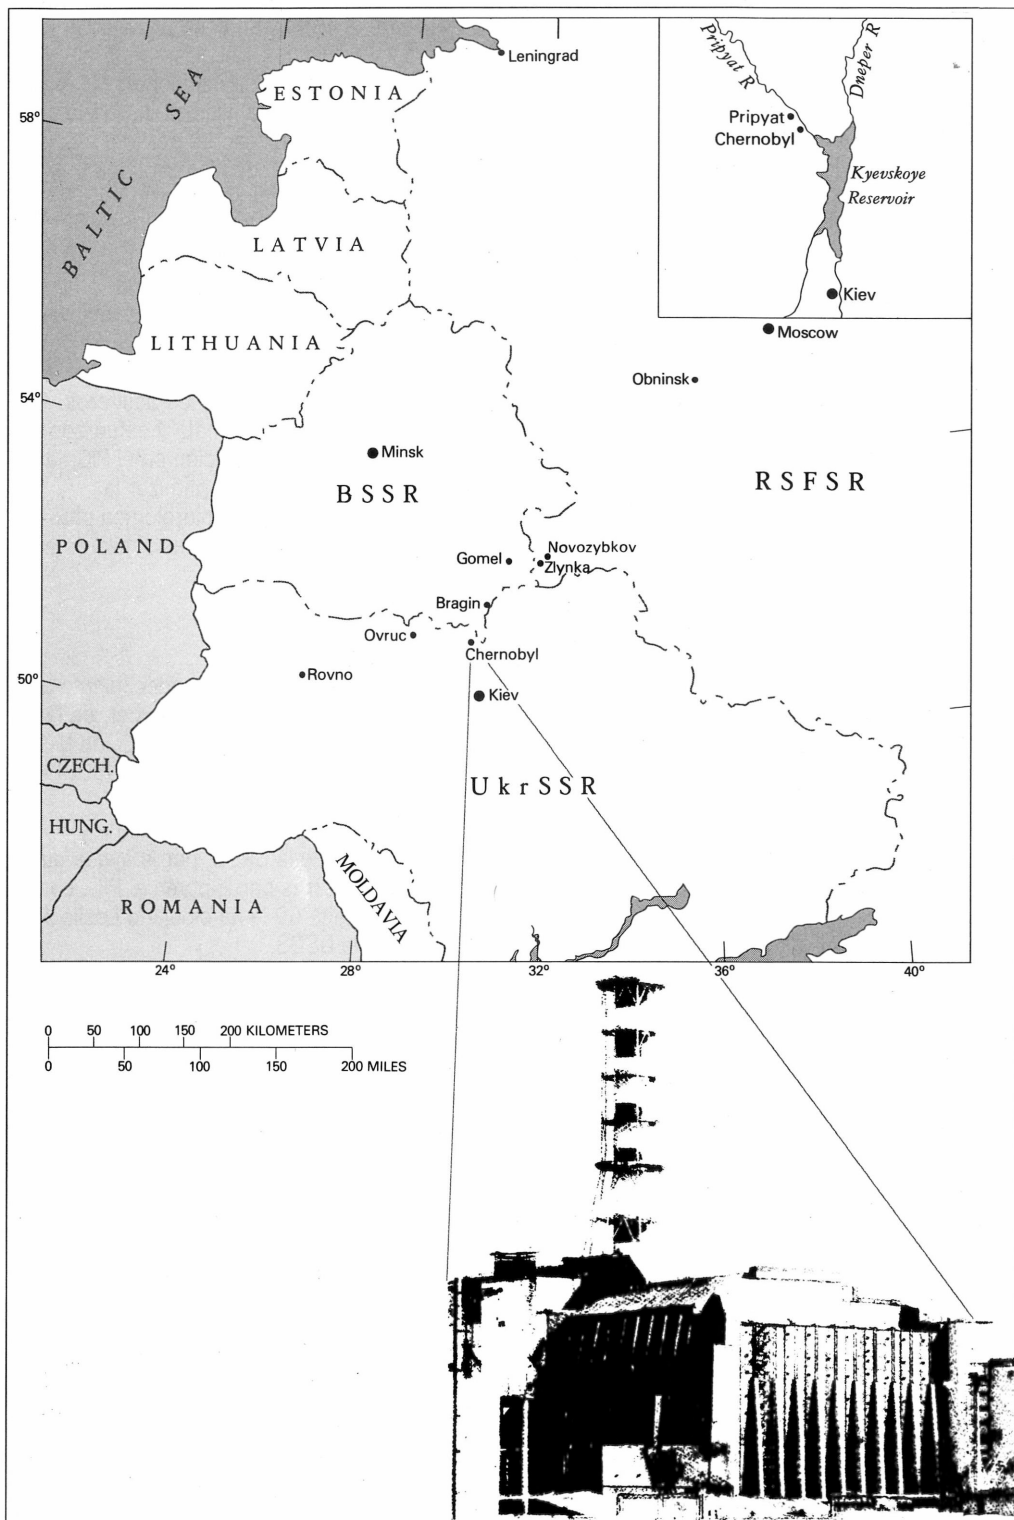 Leningrad
ESTONIA
58°
BALTIC SEA
LATVIA
LITHUANIA
Pripyat R
Dneper R
Pripyat
Chernobyl
Kyevskoye
Reservoir
Kiev
Moscow
Obninsk
54°
Minsk
BSSR
RSFSR
POLAND
Novozybkov
Gomel
Zlynka
Bragin
Ovruc
Chernobyl
Rovno
50°
Kiev
CZECH.
UkrSSR
HUNG.
MOLDAVIA
ROMANIA
24° 28° 32° 36° 40°
0 50 100 150 200 KILOMETERS
0 50 100 150 200 MILES